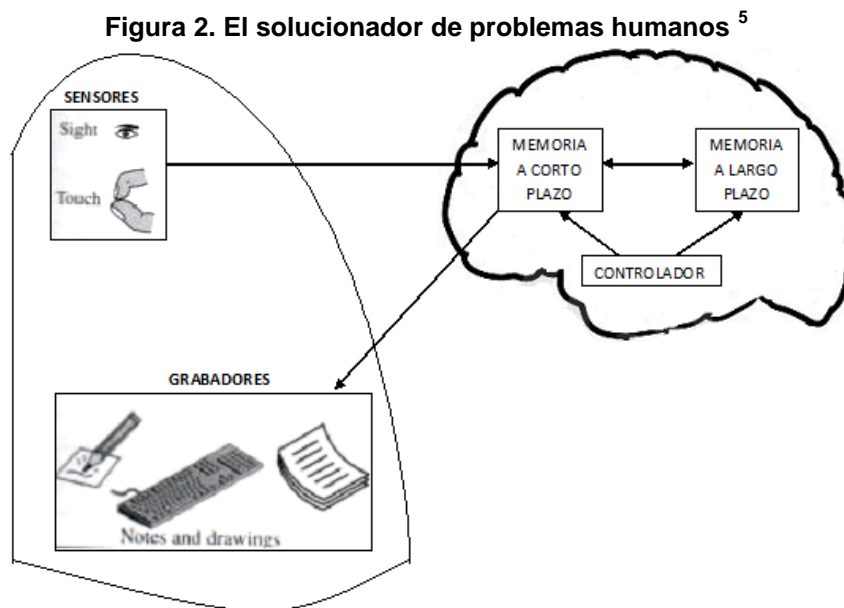 Figura 2. El solucionador de problemas humanos 5
SENSORES
Sight
Touch
MEMORIA
A CORTO
PLAZO
MEMORIA
A LARGO
PLAZO
CONTROLADOR
GRABADORES
Notes and drawings